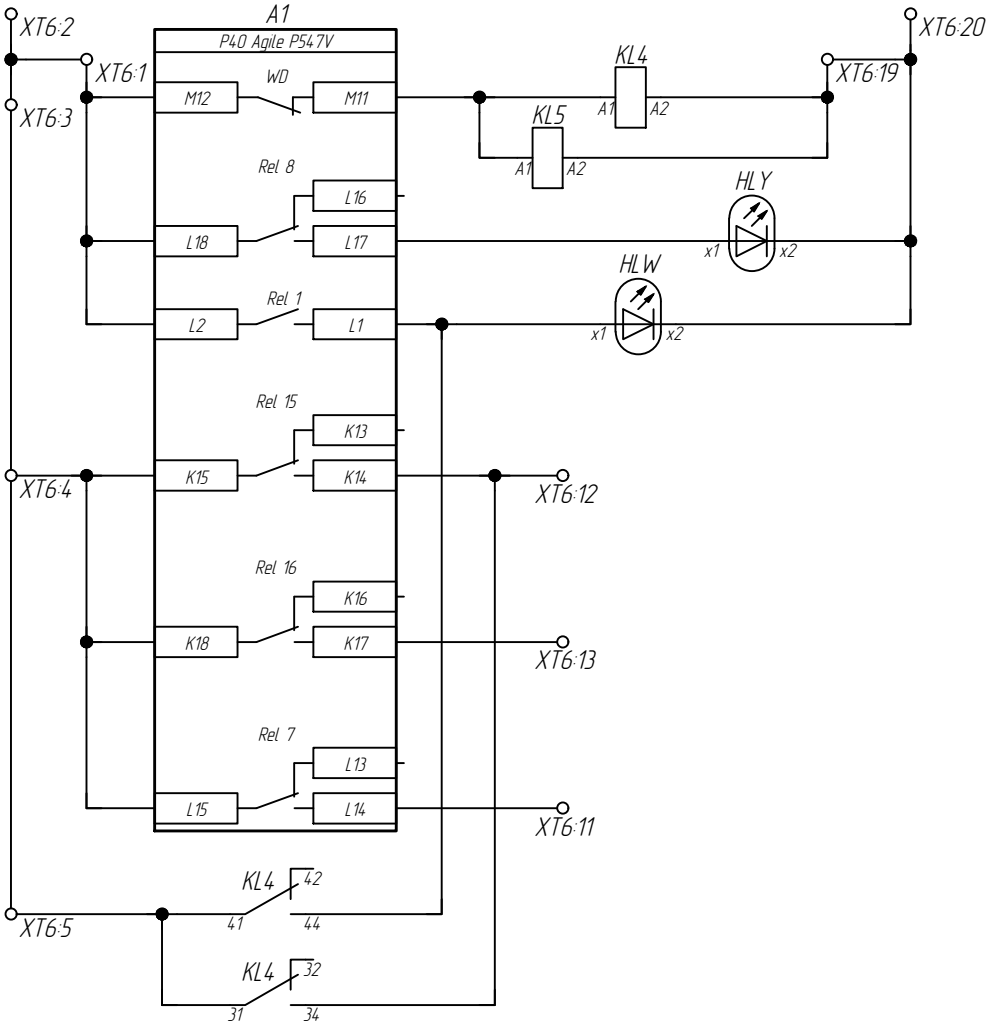 A1
XT6:2
XT6:20
P40 Agile P547V
XT6:1
WD
KL4
XT6:19
M12
M11
A1
A2
XT6:3
KL5
A1
A2
Rel 8
HLY
L16
L18
L17
x1
x2
HLW
Rel 1
L2
L1
x1
x2
Rel 15
K13
XT6:4
K15
K14
XT6:12
Rel 16
K16
K18
K17
XT6:13
Rel 7
L13
L15
L14
XT6:11
KL4
42
XT6:5
41
44
KL4
32
31
34